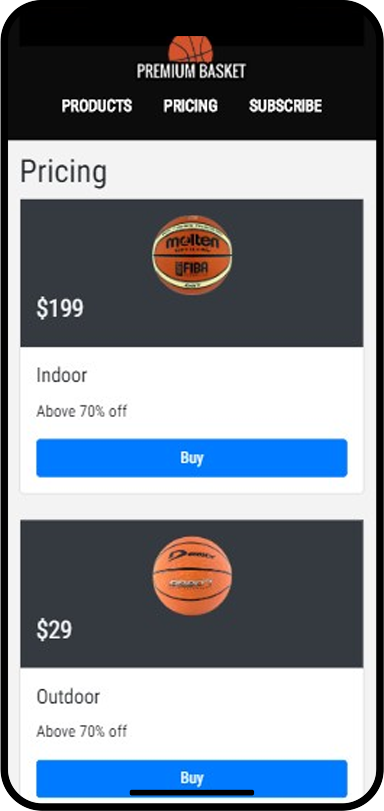 PREMIUM BASKET
PRODUCTS PRICING SUBSCRIBE
Pricing
molten
FIBA
$199
Indoor
Above 70% off
Buy
$29
Outdoor
Above 70% off
Buy